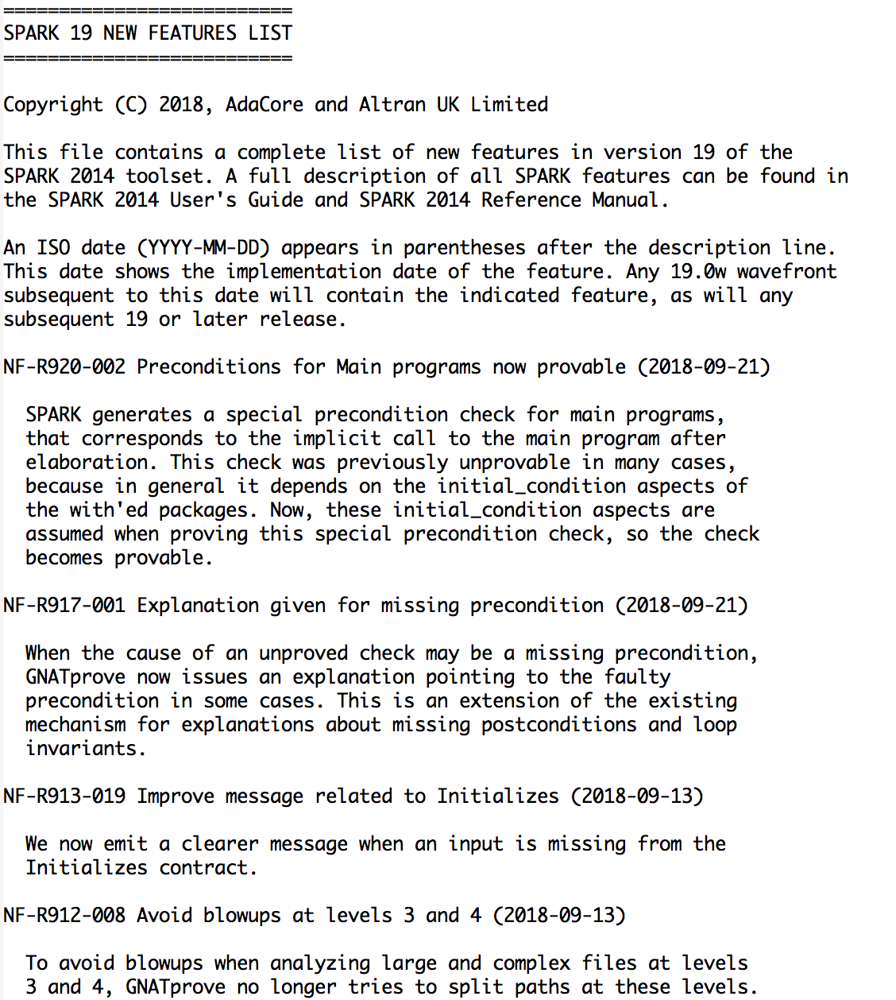 ==========================
SPARK 19 NEW FEATURES LIST
==========================
Copyright (C) 2018, AdaCore and Altran UK Limited
This file contains a complete list of new features in version 19 of the
SPARK 2014 toolset. A full description of all SPARK features can be found in
the SPARK 2014 User's Guide and SPARK 2014 Reference Manual.
An ISO date (YYYY-MM-DD) appears in parentheses after the description line.
This date shows the implementation date of the feature. Any 19.0w wavefront
subsequent to this date will contain the indicated feature, as will any
subsequent 19 or later release.
NF-R920-002 Preconditions for Main programs now provable (2018-09-21)
SPARK generates a special precondition check for main programs,
that corresponds to the implicit call to the main program after
elaboration. This check was previously unprovable in many cases,
because in general it depends on the initial_condition aspects of
the with'ed packages. Now, these initial_condition aspects are
assumed when proving this special precondition check, so the check
becomes provable.
NF-R917-001 Explanation given for missing precondition (2018-09-21)
When the cause of an unproved check may be a missing precondition,
GNATprove now issues an explanation pointing to the faulty
precondition in some cases. This is an extension of the existing
mechanism for explanations about missing postconditions and loop
invariants.
NF-R913-019 Improve message related to Initializes (2018-09-13)
We now emit a clearer message when an input is missing from the
Initializes contract.
NF-R912-008 Avoid blowups at levels 3 and 4 (2018-09-13)
To avoid blowups when analyzing large and complex files at levels
3 and 4, GNATprove no longer tries to split paths at these levels.